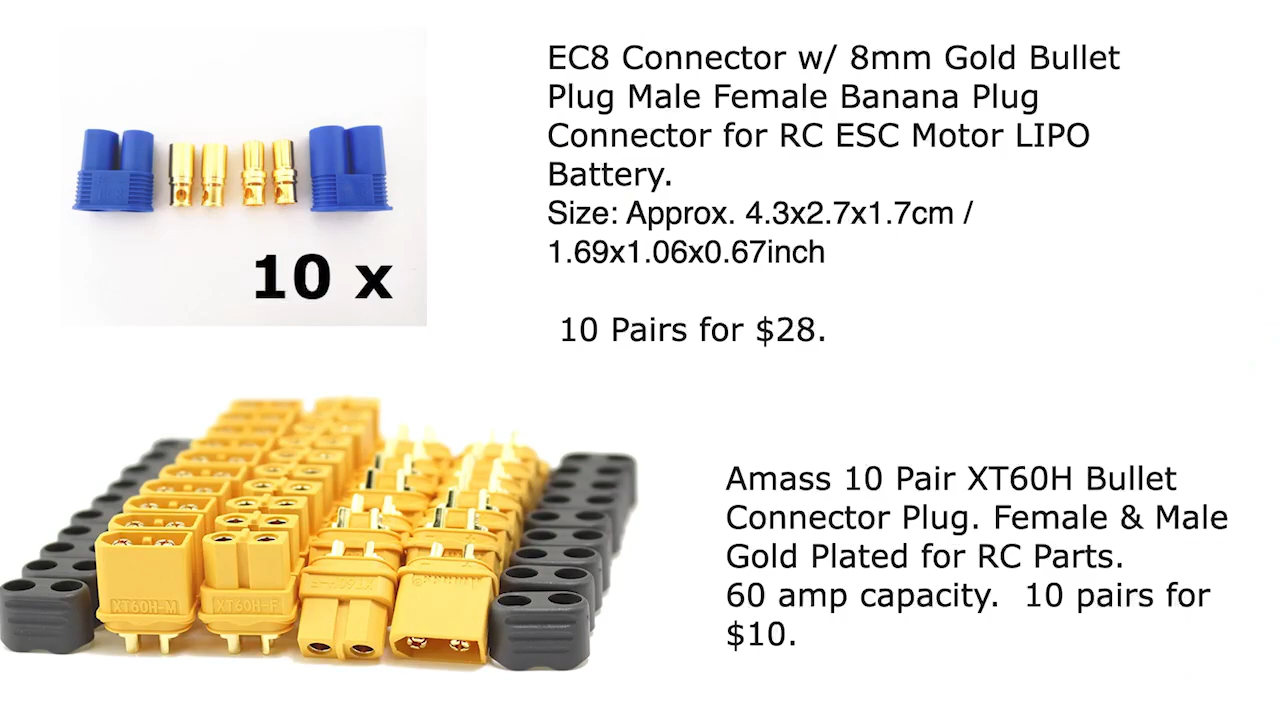 EC8 Connector w/ 8mm Gold Bullet
Plug Male Female Banana Plug
Connector for RC ESC Motor LIPO
Battery.
Size: Approx. 4.3x2.7x1.7cm /
1.69x1.06x0.67inch
10 x
10 Pairs for $28.
Amass 10 Pair XT60H Bullet
Connector Plug. Female & Male
Gold Plated for RC Parts.
60 amp capacity.  10 pairs for
$10.
XT60H-M
XT60H-F